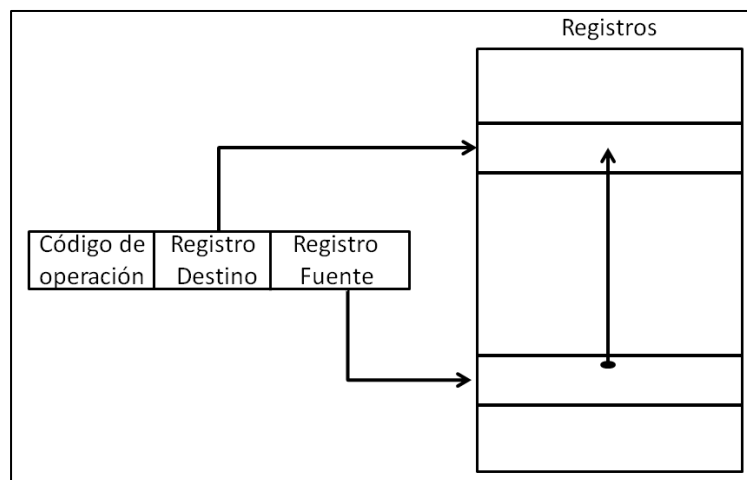 Registros
Código de
operación
Registro
Destino
Registro
Fuente